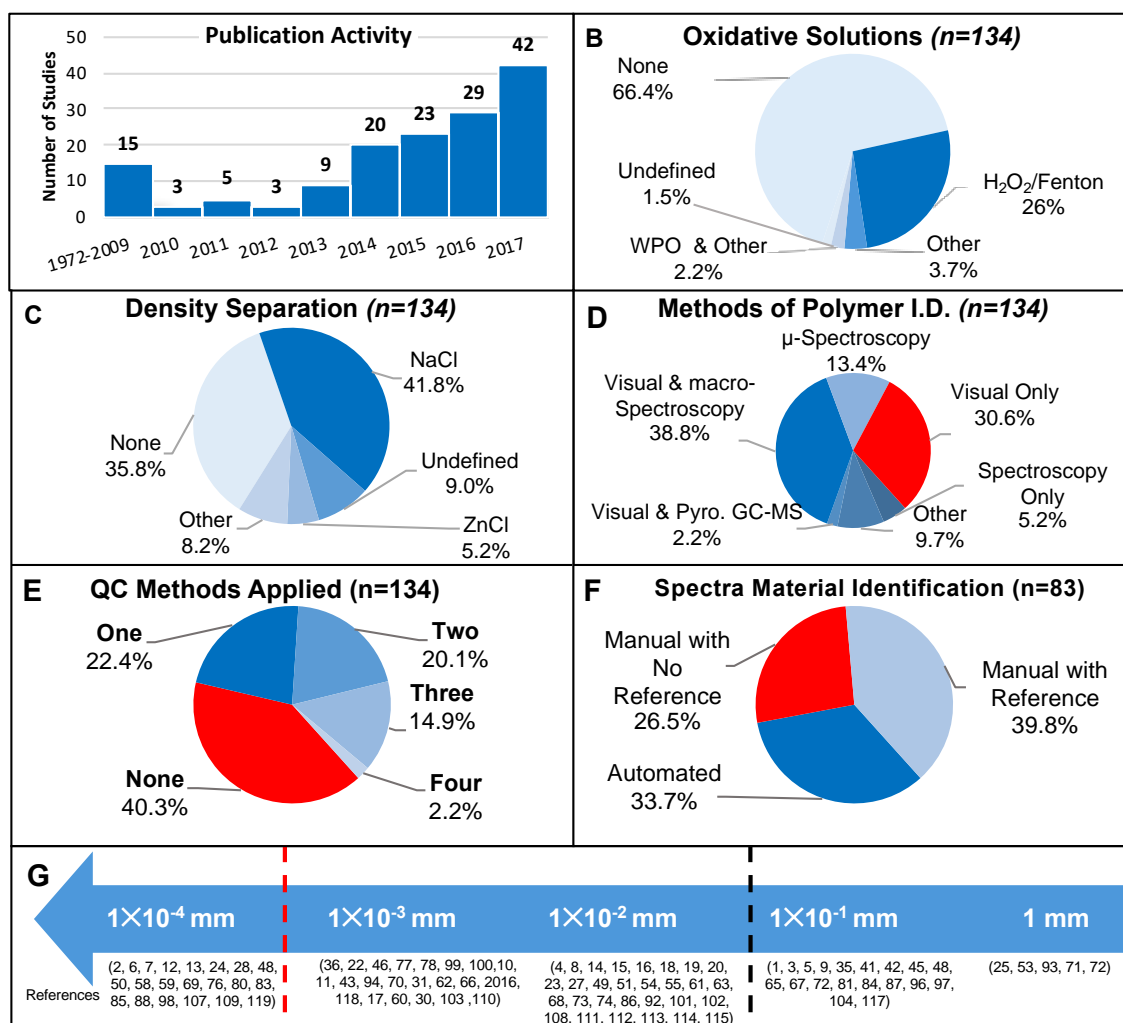 Publication Activity
Number of Studies
50
40
30
20
10
0
15
3
5
3
9
20
23
29
42
1972-2009
2010
2011
2012
2013
2014
2015
2016
2017
B
Oxidative Solutions (n=134)
None
66.4%
Undefined
1.5%
WPO & Other
2.2%
Other
3.7%
H₂O₂/Fenton
26%
C
Density Separation (n=134)
NaCl
41.8%
None
35.8%
Undefined
9.0%
Other
8.2%
ZnCl
5.2%
D
Methods of Polymer I.D. (n=134)
µ-Spectroscopy
13.4%
Visual & macro-
Spectroscopy
38.8%
Visual Only
30.6%
Spectroscopy
Only
5.2%
Visual & Pyro. GC-MS
2.2%
Other
9.7%
E
QC Methods Applied (n=134)
One
22.4%
Two
20.1%
Three
14.9%
None
40.3%
Four
2.2%
F
Spectra Material Identification (n=83)
Manual with
No
Reference
26.5%
Manual with
Reference
39.8%
Automated
33.7%
G
1×10⁻⁴ mm
1×10⁻³ mm
1×10⁻² mm
1×10⁻¹ mm
1 mm
References
(2, 6, 7, 12, 13, 24, 28, 48,
50, 58, 59, 69, 76, 80, 83,
85, 88, 98, 107, 109, 119)
(36, 22, 46, 77, 78, 99, 100,10,
11, 43, 94, 70, 31, 62, 66, 2016,
118, 17, 60, 30, 103 ,110)
(4, 8, 14, 15, 16, 18, 19, 20,
23, 27, 49, 51, 54, 55, 61, 63,
68, 73, 74, 86, 92, 101, 102,
108, 111, 112, 113, 114, 115)
(1, 3, 5, 9, 35, 41, 42, 45, 48,
65, 67, 72, 81, 84, 87, 96, 97,
104, 117)
(25, 53, 93, 71, 72)